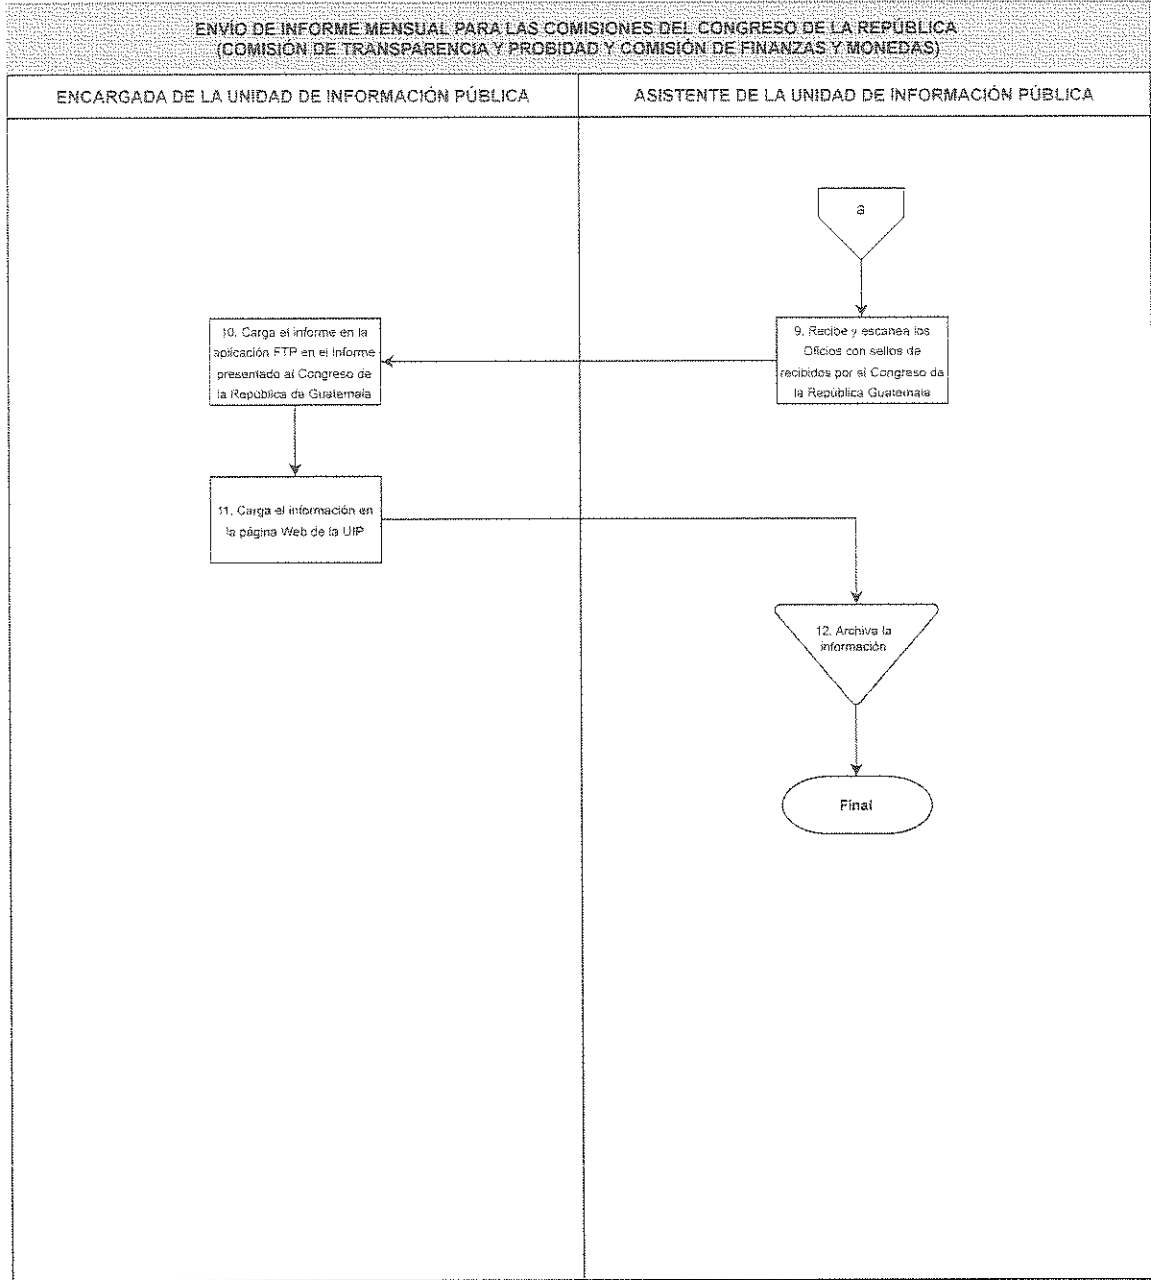 ENVÍO DE INFORME MENSUAL PARA LAS COMISIONES DEL CONGRESO DE LA REPÚBLICA
(COMISIÓN DE TRANSPARENCIA Y PROBIDAD Y COMISIÓN DE FINANZAS Y MONEDAS)
ENCARGADA DE LA UNIDAD DE INFORMACIÓN PÚBLICA
ASISTENTE DE LA UNIDAD DE INFORMACIÓN PÚBLICA
a
9. Recibe y escanea los
Oficios con sellos de
recibidos por el Congreso de
la República Guatemala
10. Carga el informe en la
aplicación FTP en el Informe
presentado al Congreso de
la República de Guatemala
11. Carga el información en
la página Web de la UIP
12. Archiva la
información
Final